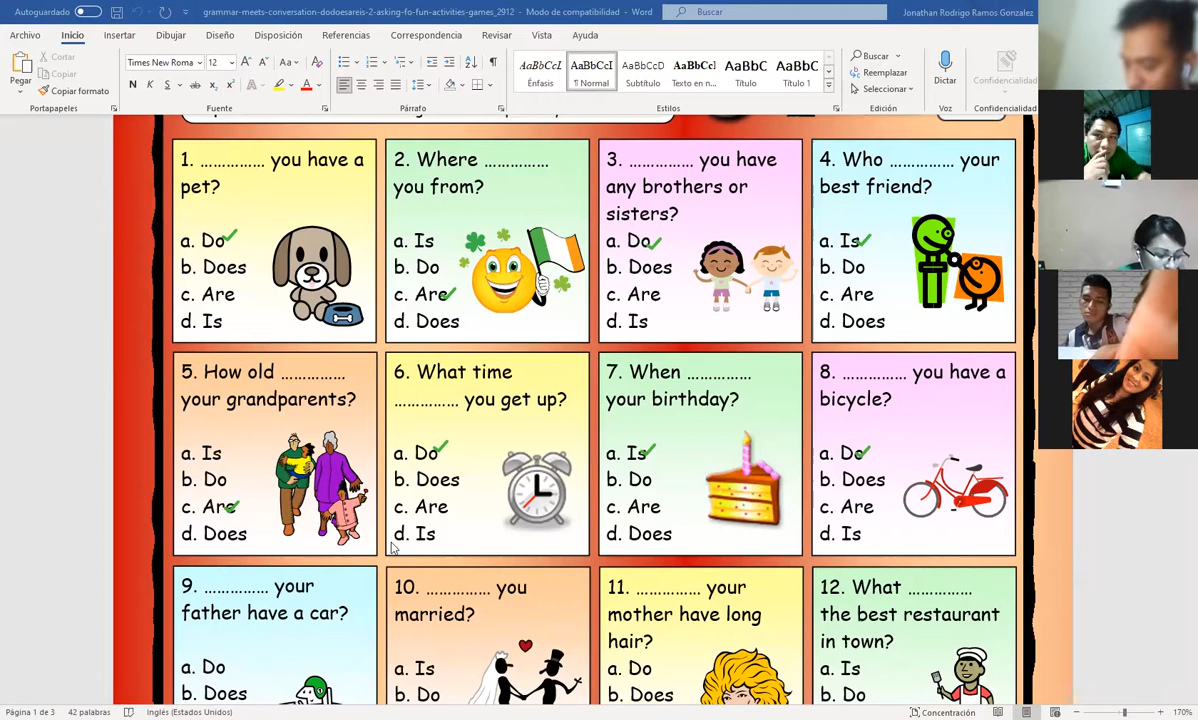 Autoguardado
grammar-meets-conversation-dodoesareis-2-asking-fo-fun-activities-games_2912 - Modo de compatibilidad - Word
Buscar
Jonathan Rodrigo Ramos Gonzalez
Archivo Inicio Insertar Dibujar Diseño Disposición Referencias Correspondencia Revisar Vista Ayuda
Pegar
Cortar
Copiar
Copiar formato
Portapapeles
Times New Roma 12
N K S
Fuente
Párrafo
AaBbCcI AaBbCcI AaBbCcD AaBbCcI AaBbC AaBbCcI
Énfasis ¶ Normal Subtítulo Texto en n... Título Título 1
Estilos
Buscar
Reemplazar
Seleccionar
Edición
Dictar
Voz
Confidencialidad
Confidencialidad
1. .............. you have a
pet?
a. Do
b. Does
c. Are
d. Is
2. Where ..............
you from?
a. Is
b. Do
c. Are
d. Does
3. .............. you have
any brothers or
sisters?
a. Do
b. Does
c. Are
d. Is
4. Who .............. your
best friend?
a. Is
b. Do
c. Are
d. Does
5. How old ..............
your grandparents?
a. Is
b. Do
c. Are
d. Does
6. What time
.............. you get up?
a. Do
b. Does
c. Are
d. Is
7. When ..............
your birthday?
a. Is
b. Do
c. Are
d. Does
8. .............. you have a
bicycle?
a. Do
b. Does
c. Are
d. Is
9. .............. your
father have a car?
a. Do
b. Does
10. .............. you
married?
a. Is
b. Do
11. .............. your
mother have long
hair?
a. Do
b. Does
12. What ..............
the best restaurant
in town?
a. Is
b. Do
Página 1 de 3 42 palabras Inglés (Estados Unidos)
Concentración
170%